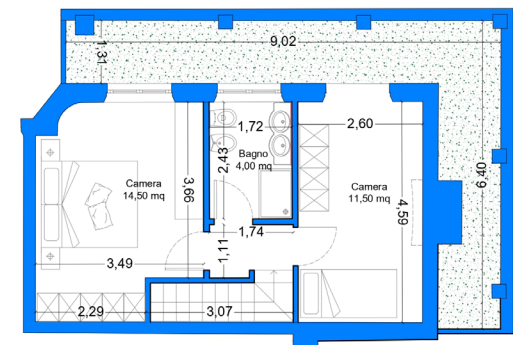 9,02
1,31
1,72
2,60
Bagno
4,00 mq
2,43
Camera
14,50 mq
3,66
Camera
11,50 mq
4,59
6,40
1,74
1,11
3,49
2,29
3,07